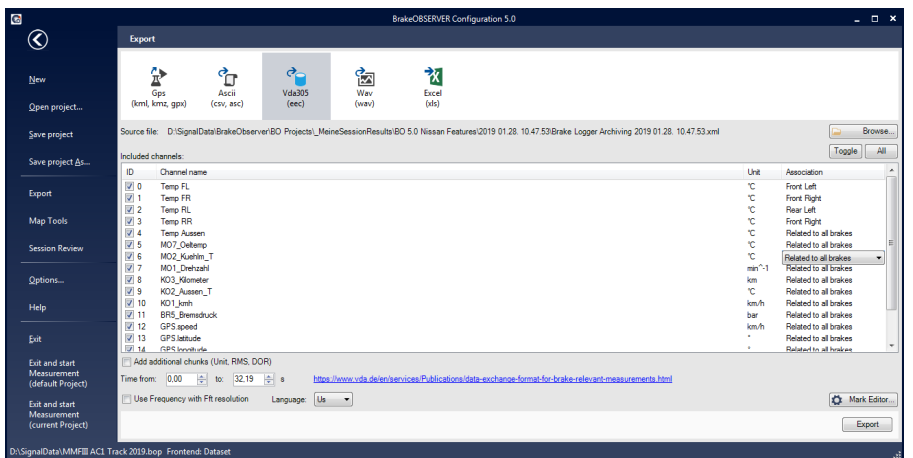 BrakeOBSERVER Configuration 5.0
Export
New
Open project...
Save project
Save project As...
Export
Map Tools
Session Review
Options...
Help
Exit
Exit and start
Measurement
(default Project)
Exit and start
Measurement
(current Project)
Gps
(kml, kmz, gpx)
Ascii
(csv, asc)
Vda305
(eec)
Wav
(wav)
Excel
(xls)
Source file: D:\SignalData\BrakeObserver\BO Projects\_MeineSessionResults\BO 5.0 Nissan Features\2019 01.28. 10.47.53\Brake Logger Archiving 2019 01.28. 10.47.53.xml Browse...
Included channels: Toggle All
ID Channel name Unit Association
0 Temp FL °C Front Left
1 Temp FR °C Front Right
2 Temp RL °C Rear Left
3 Temp RR °C Front Right
4 Temp Aussen °C Related to all brakes
5 MO7_Oeltemp °C Related to all brakes
6 MO2_Kuehlm_T °C Related to all brakes
7 MO1_Drehzahl min^-1 Related to all brakes
8 KO3_Kilometer km Related to all brakes
9 KO2_Aussen_T °C Related to all brakes
10 KO1_kmh km/h Related to all brakes
11 BR5_Bremsdruck bar Related to all brakes
12 GPS.speed km/h Related to all brakes
13 GPS.latitude ° Related to all brakes
14 GPS.longitude ° Related to all brakes
Add additional chunks (Unit, RMS, DOR)
Time from: 0,00 to: 32,19 s https://www.vda.de/en/services/Publications/data-exchange-format-for-brake-relevant-measurements.html
Use Frequency with Fft resolution Language: Us Mark Editor...
Export
D:\SignalData\MMFIII AC1 Track 2019.bop Frontend: Dataset